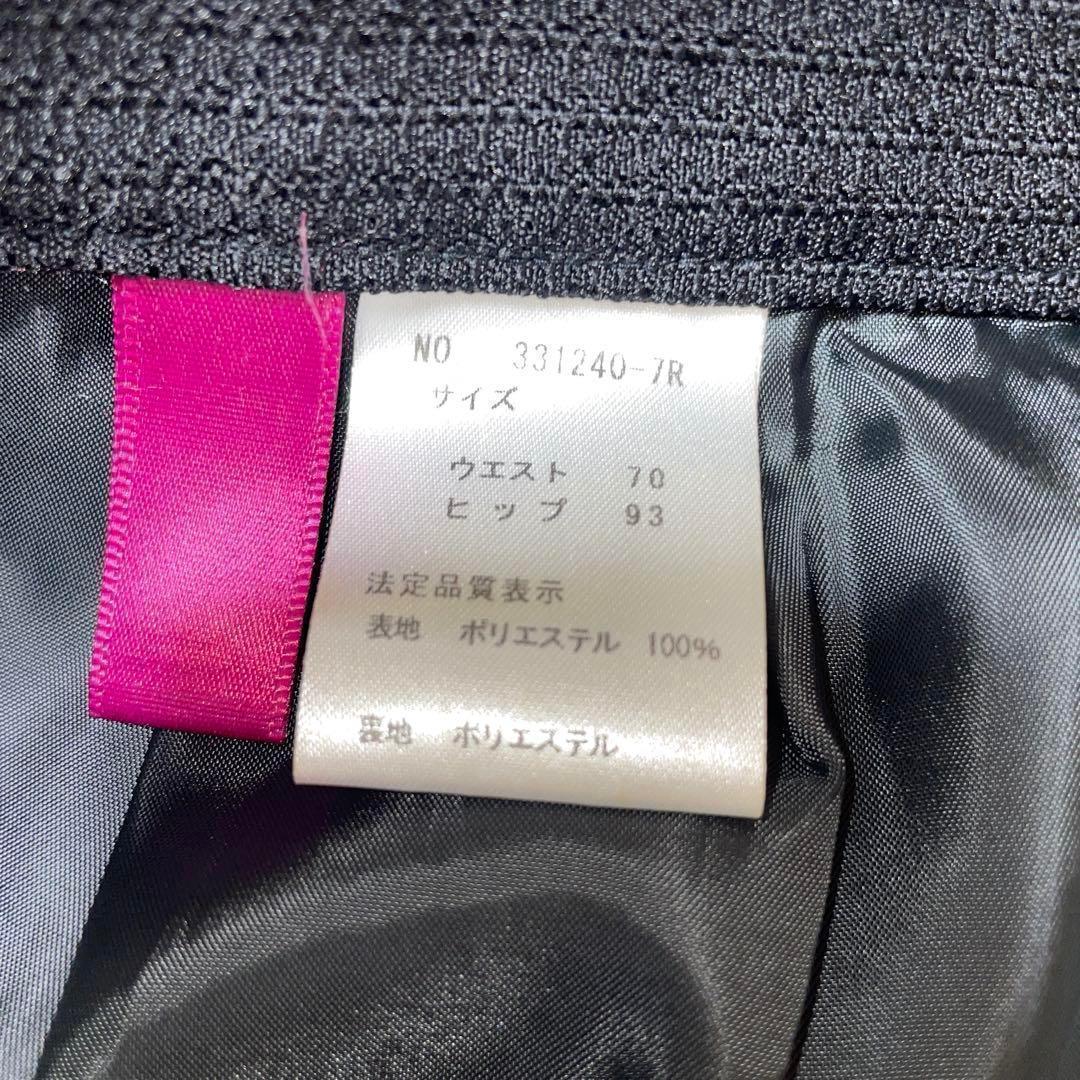 NO 331240-7R
サイズ
ウエスト 70
ヒップ 93
法定品質表示
表地 ポリエステル 100%
裏地 ポリエステル